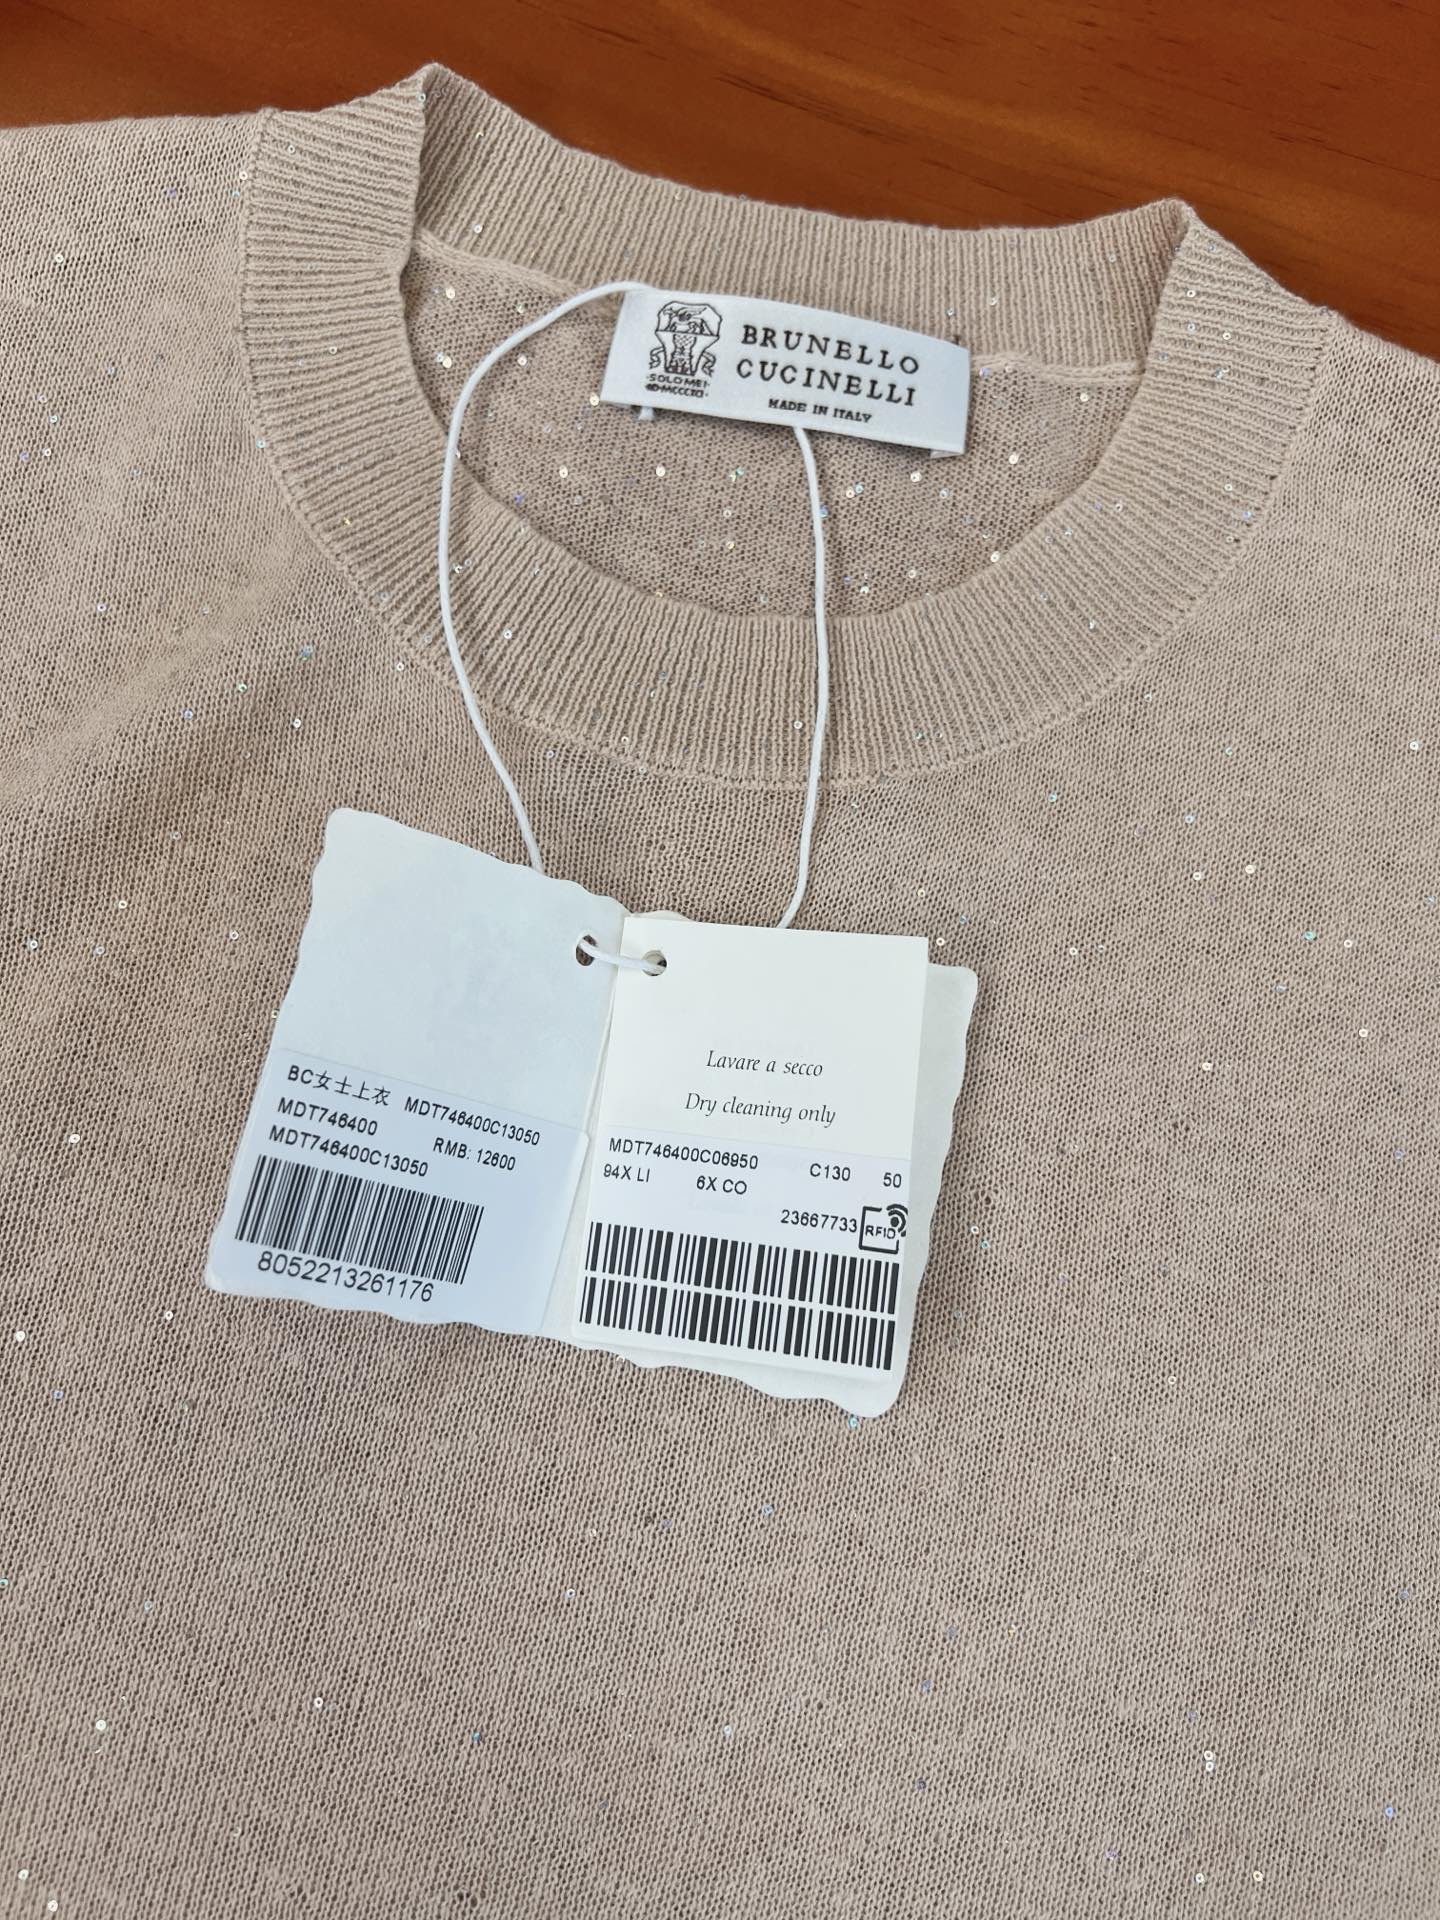 BRUNELLO
CUCINELLI
MADE IN ITALY
·SOLOMEI·
BC女士上衣 MDT746400C13050
MDT746400 RMB: 12600
MDT746400C13050
8052213261176
Lavare a secco
Dry cleaning only
MDT746400C06950 C130 50
94X LI 6X CO
23667733 RFID